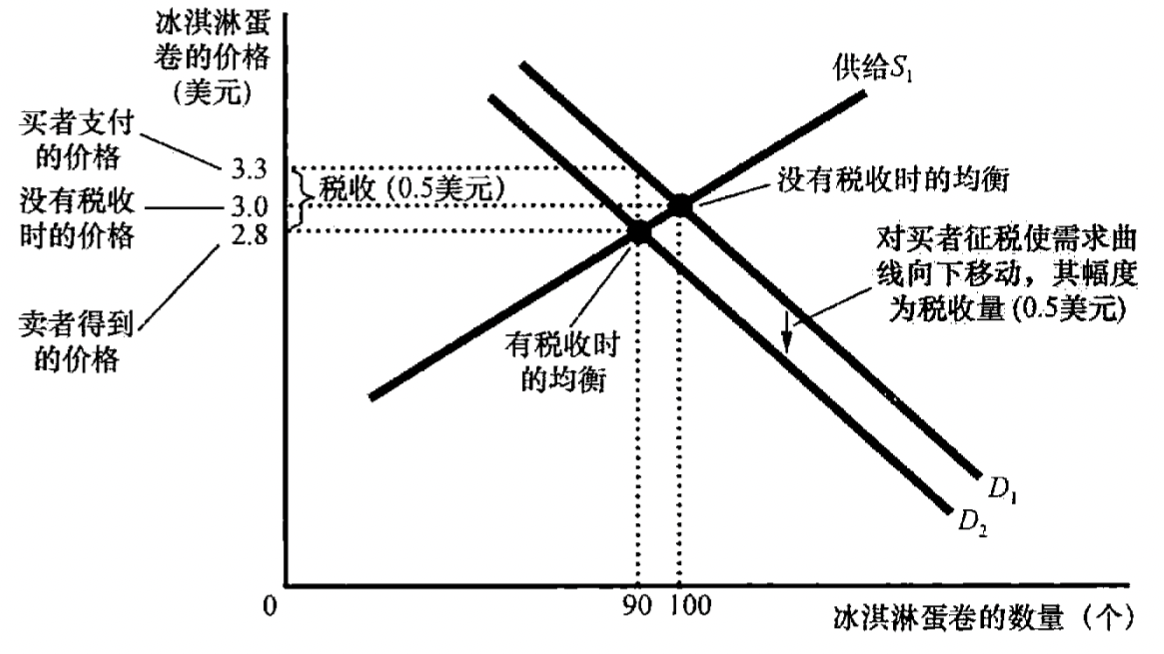 冰淇淋蛋
卷的价格
(美元)
供给S₁
买者支付
的价格
3.3
税收 (0.5美元)
没有税收时的均衡
没有税收
时的价格
3.0
2.8
对买者征税使需求曲
线向下移动，其幅度
为税收量 (0.5美元)
卖者得到
的价格
有税收时
的均衡
D₁
D₂
0
90
100
冰淇淋蛋卷的数量（个）